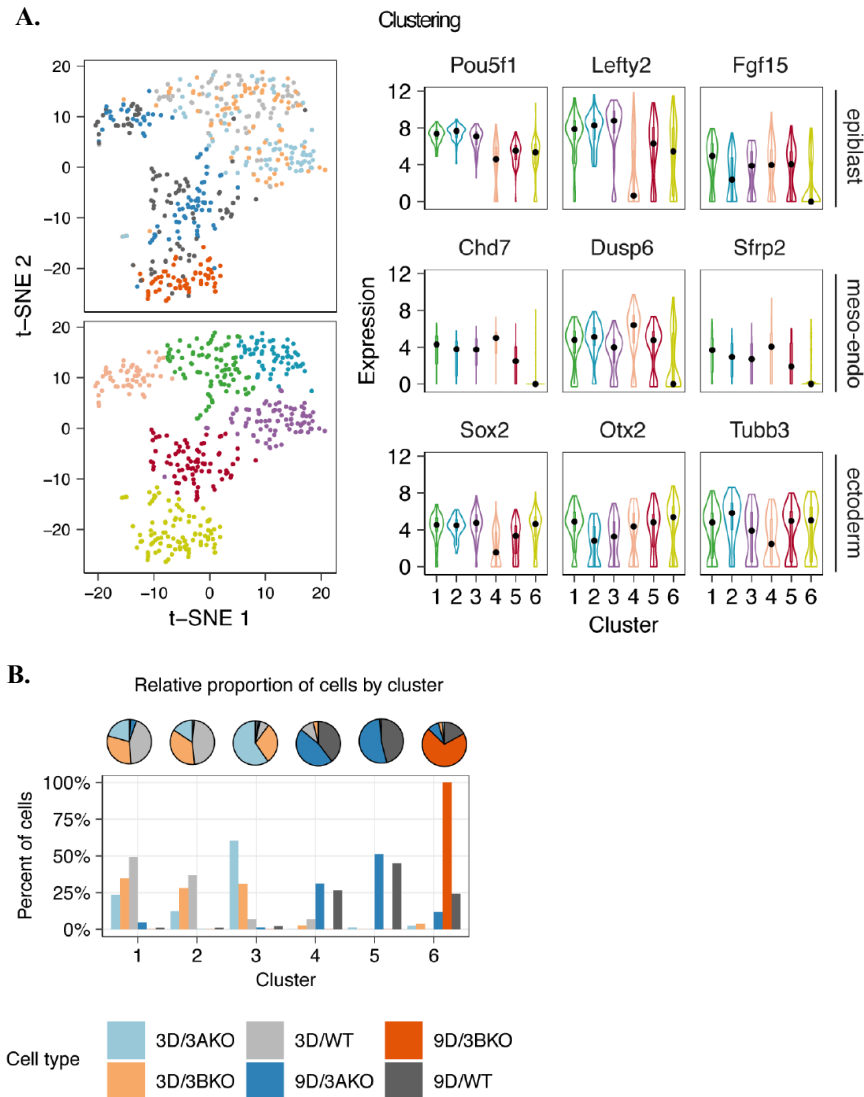 A.
Clustering
Pou5f1 Lefty2 Fgf15
20
10
0
−10
−20
20
10
0
−10
−20
t−SNE 2
−20 −10 0 10 20
t−SNE 1
12
8
4
0
epiblast
Chd7 Dusp6 Sfrp2
12
8
4
0
Expression
meso−endo
Sox2 Otx2 Tubb3
12
8
4
0
ectoderm
1 2 3 4 5 6 1 2 3 4 5 6 1 2 3 4 5 6
Cluster
B.
Relative proportion of cells by cluster
100%
75%
50%
25%
0%
Percent of cells
1 2 3 4 5 6
Cluster
Cell type
3D/3AKO 3D/WT 9D/3BKO
3D/3BKO 9D/3AKO 9D/WT